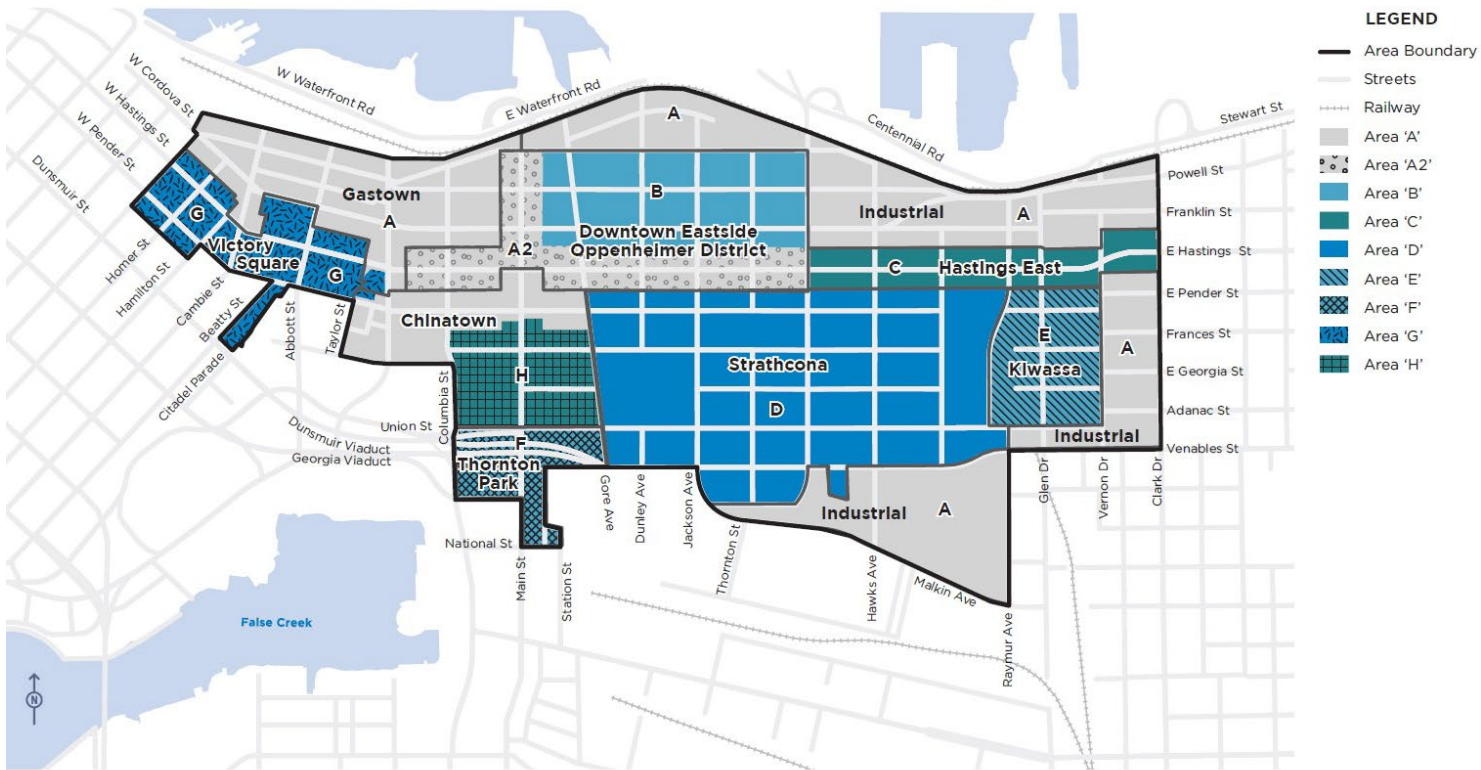 LEGEND
Area Boundary
Streets
Railway
Area 'A'
Area 'A2'
Area 'B'
Area 'C'
Area 'D'
Area 'E'
Area 'F'
Area 'G'
Area 'H'
W Waterfront Rd
E Waterfront Rd
Centennial Rd
Stewart St
W Cordova St
W Hastings St
W Pender St
Dunsmuir St
A
Powell St
Gastown
B
Industrial
A
Franklin St
G
A
Downtown Eastside
Oppenheimer District
A2
Victory
Square
G
C
Hastings East
E Hastings St
Homer St
Hamilton St
Cambie St
Beatty St
Citadel Parade
Abbott St
Taylor St
E Pender St
Chinatown
Frances St
E
A
Kiwassa
Strathcona
H
E Georgia St
D
Adanac St
Columbia St
Union St
Dunsmuir Viaduct
Georgia Viaduct
F
Thornton
Park
Industrial
Venables St
Gore Ave
Dunley Ave
Jackson Ave
Thornton St
Industrial
A
Hawks Ave
Malkin Ave
Raymur Ave
Glen Dr
Vernon Dr
Clark Dr
National St
Main St
Station St
False Creek
N